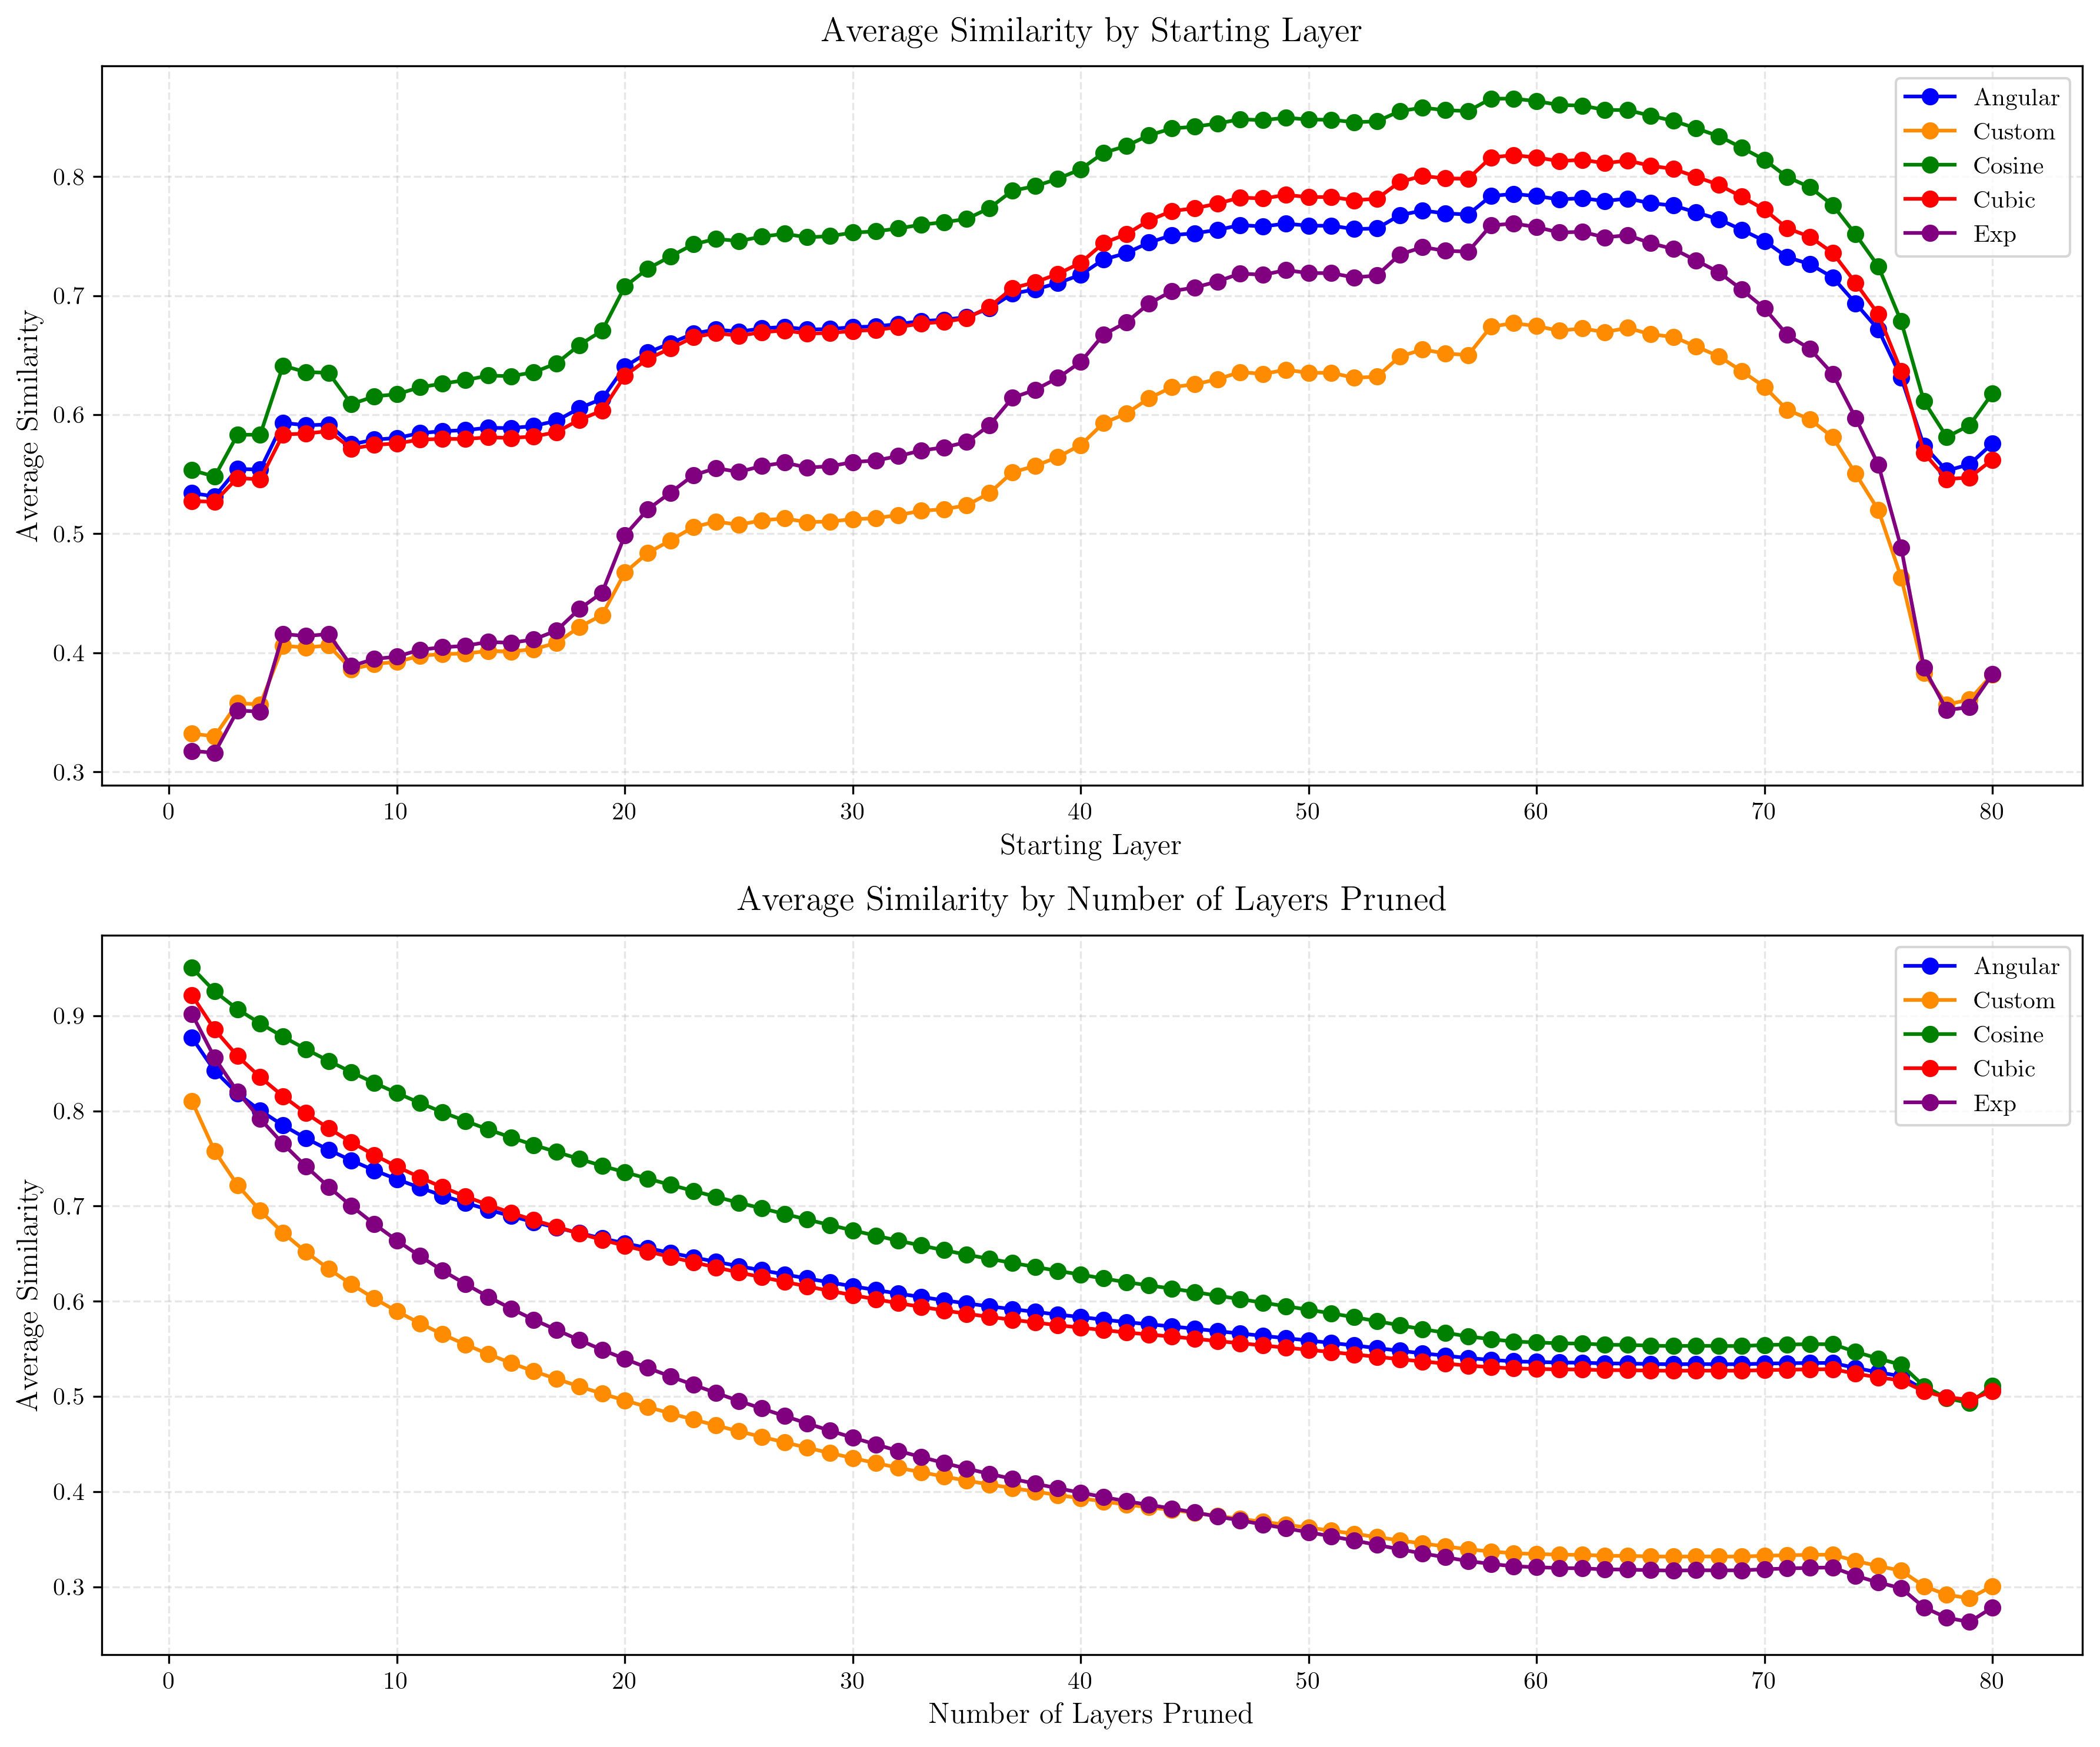 Average Similarity by Starting Layer
Average Similarity
0.8
0.7
0.6
0.5
0.4
0.3
Angular
Custom
Cosine
Cubic
Exp
0 10 20 30 40 50 60 70 80
Starting Layer
Average Similarity by Number of Layers Pruned
Average Similarity
0.9
0.8
0.7
0.6
0.5
0.4
0.3
Angular
Custom
Cosine
Cubic
Exp
0 10 20 30 40 50 60 70 80
Number of Layers Pruned